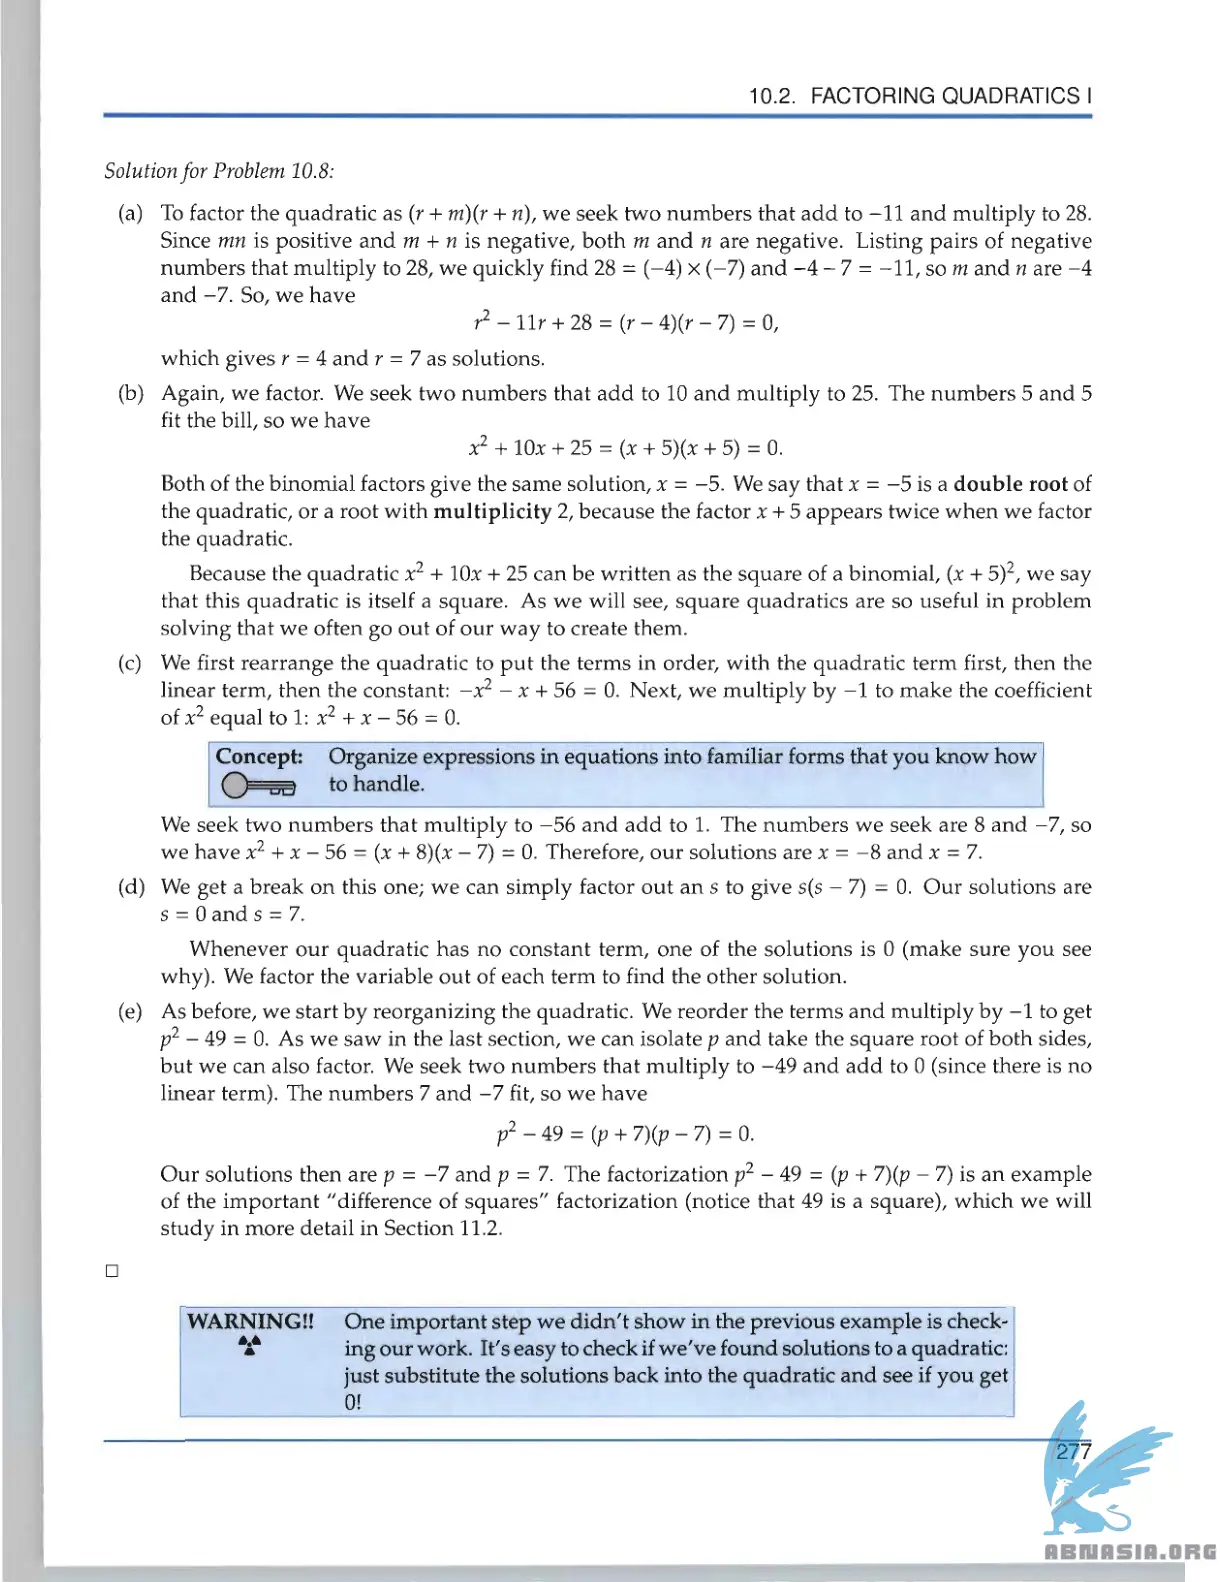 10.2. FACTORING QUADRATICS I
Solution for Problem 10.8:
(a) To factor the quadratic as (r + m)(r + n), we seek two numbers that add to −11 and multiply to 28.
Since mn is positive and m + n is negative, both m and n are negative. Listing pairs of negative
numbers that multiply to 28, we quickly find 28 = (−4) × (−7) and −4 − 7 = −11, so m and n are −4
and −7. So, we have
r² − 11r + 28 = (r − 4)(r − 7) = 0,
which gives r = 4 and r = 7 as solutions.
(b) Again, we factor. We seek two numbers that add to 10 and multiply to 25. The numbers 5 and 5
fit the bill, so we have
x² + 10x + 25 = (x + 5)(x + 5) = 0.
Both of the binomial factors give the same solution, x = −5. We say that x = −5 is a double root of
the quadratic, or a root with multiplicity 2, because the factor x + 5 appears twice when we factor
the quadratic.
Because the quadratic x² + 10x + 25 can be written as the square of a binomial, (x + 5)², we say
that this quadratic is itself a square. As we will see, square quadratics are so useful in problem
solving that we often go out of our way to create them.
(c) We first rearrange the quadratic to put the terms in order, with the quadratic term first, then the
linear term, then the constant: −x² − x + 56 = 0. Next, we multiply by −1 to make the coefficient
of x² equal to 1: x² + x − 56 = 0.
Concept: Organize expressions in equations into familiar forms that you know how
to handle.
We seek two numbers that multiply to −56 and add to 1. The numbers we seek are 8 and −7, so
we have x² + x − 56 = (x + 8)(x − 7) = 0. Therefore, our solutions are x = −8 and x = 7.
(d) We get a break on this one; we can simply factor out an s to give s(s − 7) = 0. Our solutions are
s = 0 and s = 7.
Whenever our quadratic has no constant term, one of the solutions is 0 (make sure you see
why). We factor the variable out of each term to find the other solution.
(e) As before, we start by reorganizing the quadratic. We reorder the terms and multiply by −1 to get
p² − 49 = 0. As we saw in the last section, we can isolate p and take the square root of both sides,
but we can also factor. We seek two numbers that multiply to −49 and add to 0 (since there is no
linear term). The numbers 7 and −7 fit, so we have
p² − 49 = (p + 7)(p − 7) = 0.
Our solutions then are p = −7 and p = 7. The factorization p² − 49 = (p + 7)(p − 7) is an example
of the important "difference of squares" factorization (notice that 49 is a square), which we will
study in more detail in Section 11.2.
□
WARNING!! One important step we didn't show in the previous example is check-
ing our work. It's easy to check if we've found solutions to a quadratic:
just substitute the solutions back into the quadratic and see if you get
0!
277
ABNASIA.ORG